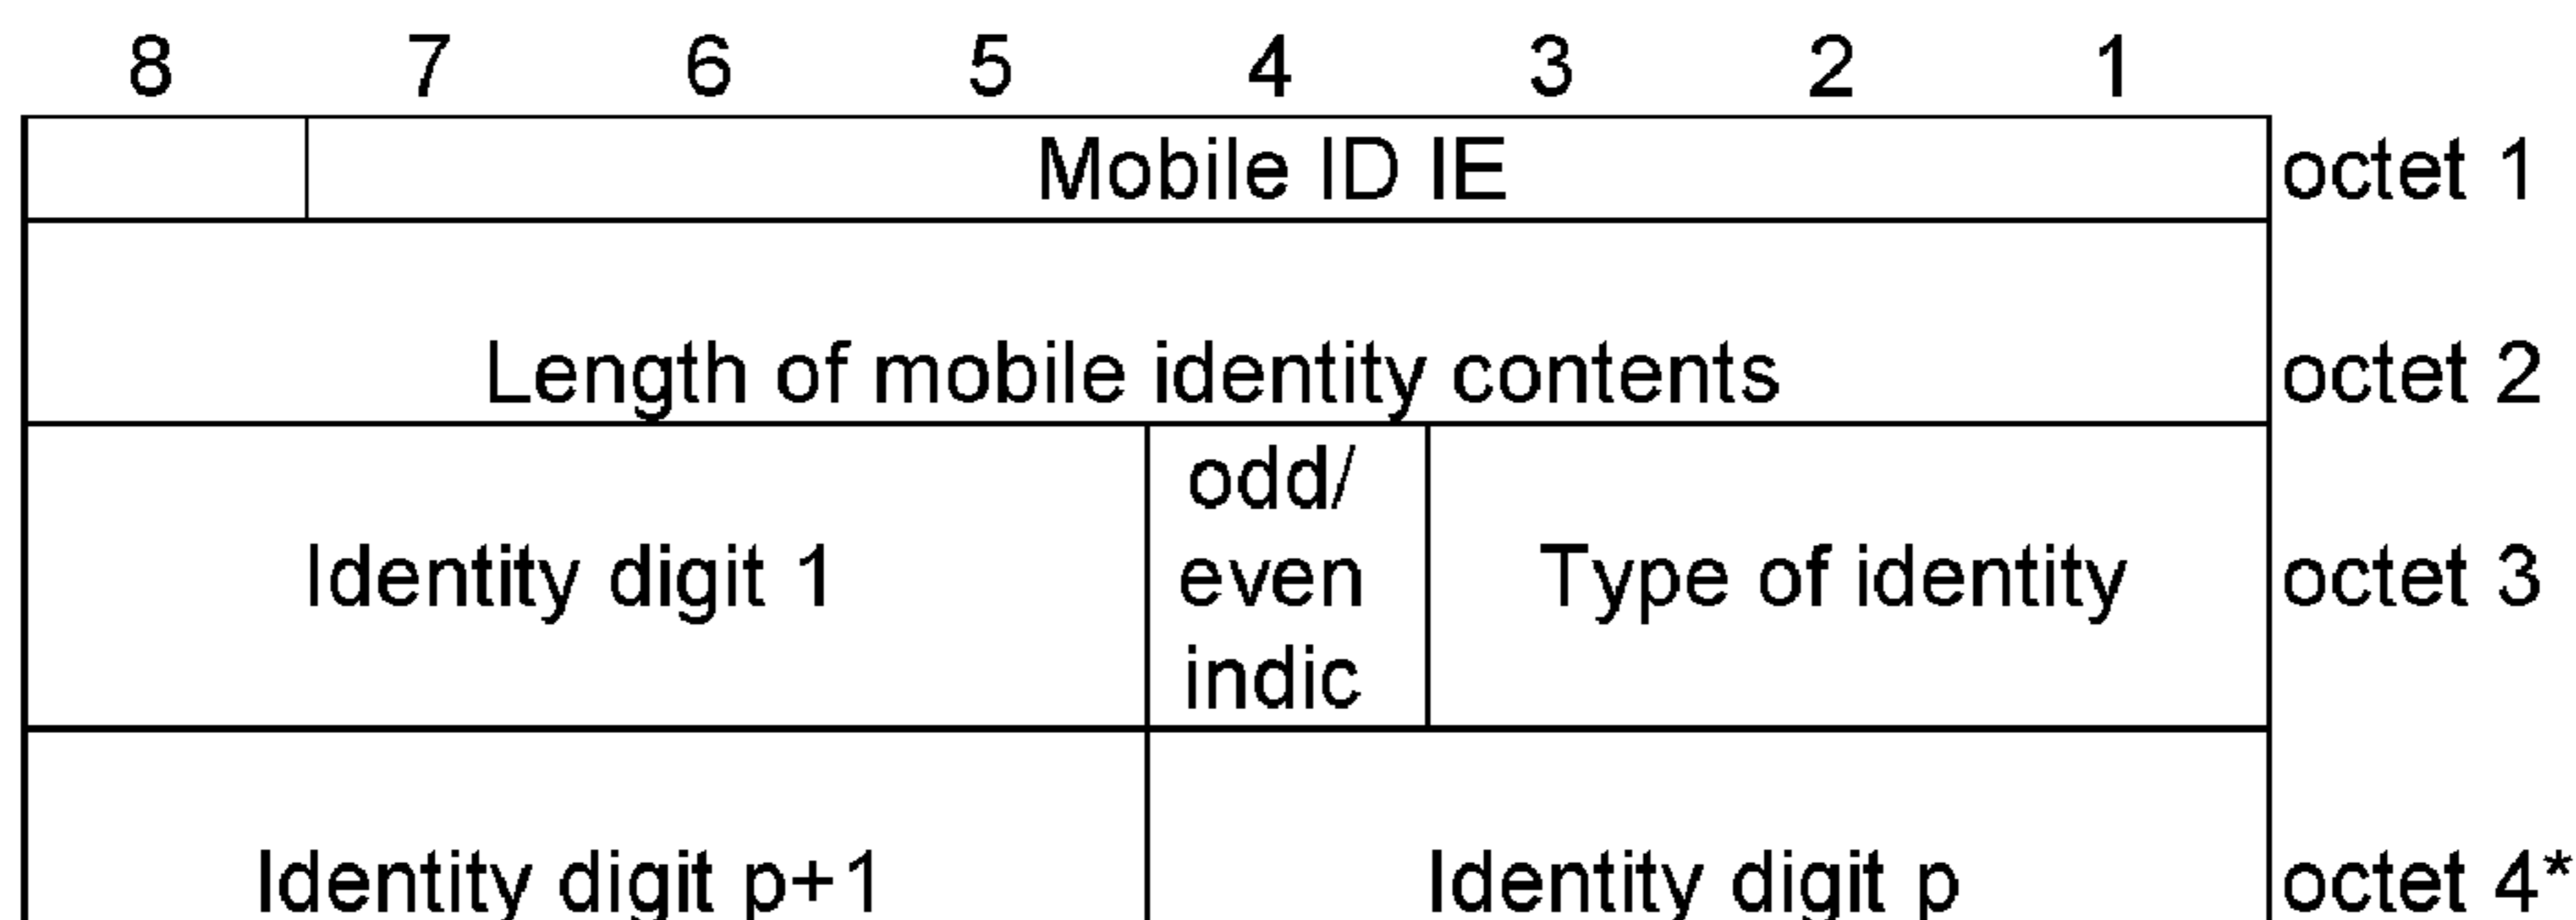 8 7 6 5 4 3 2 1
Mobile ID IE octet 1
Length of mobile identity contents octet 2
odd/
Identity digit 1 even Type of identity octet 3
indic
Identity digit p+1 Identity digit p octet 4*